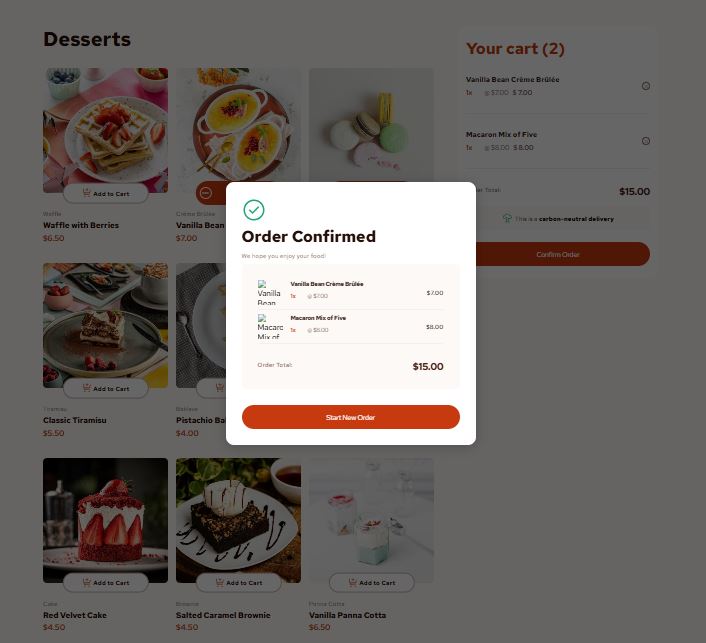 Desserts
Add to Cart
Waffle
Waffle with Berries
$6.50
Crème Brûlée
Vanilla Bean
$7.00
Add to Cart
Tiramisu
Classic Tiramisu
$5.50
Baklava
Pistachio Ba
$4.00
Add to Cart
Cake
Red Velvet Cake
$4.50
Add to Cart
Brownie
Salted Caramel Brownie
$4.50
Add to Cart
Panna Cotta
Vanilla Panna Cotta
$6.50
Your cart (2)
Vanilla Bean Crème Brûlée
1x @ $7.00 $ 7.00
Macaron Mix of Five
1x @ $8.00 $ 8.00
er Total: $15.00
This is a carbon-neutral delivery
Confirm Order
Order Confirmed
We hope you enjoy your food!
Vanilla Bean
Vanilla Bean Crème Brûlée
1x @ $7.00
$7.00
Macaro
Mix of
Macaron Mix of Five
1x @ $8.00
$8.00
Order Total: $15.00
Start New Order